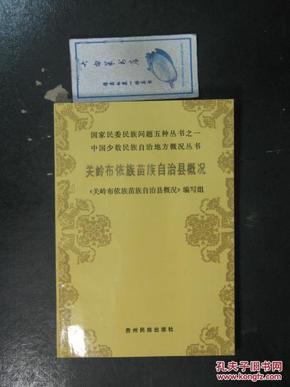 国家民委民族问题五种丛书之一
中国少数民族自治地方概况丛书
关岭布依族苗族自治县概况
《关岭布依族苗族自治县概况》编写组
贵州民族出版社